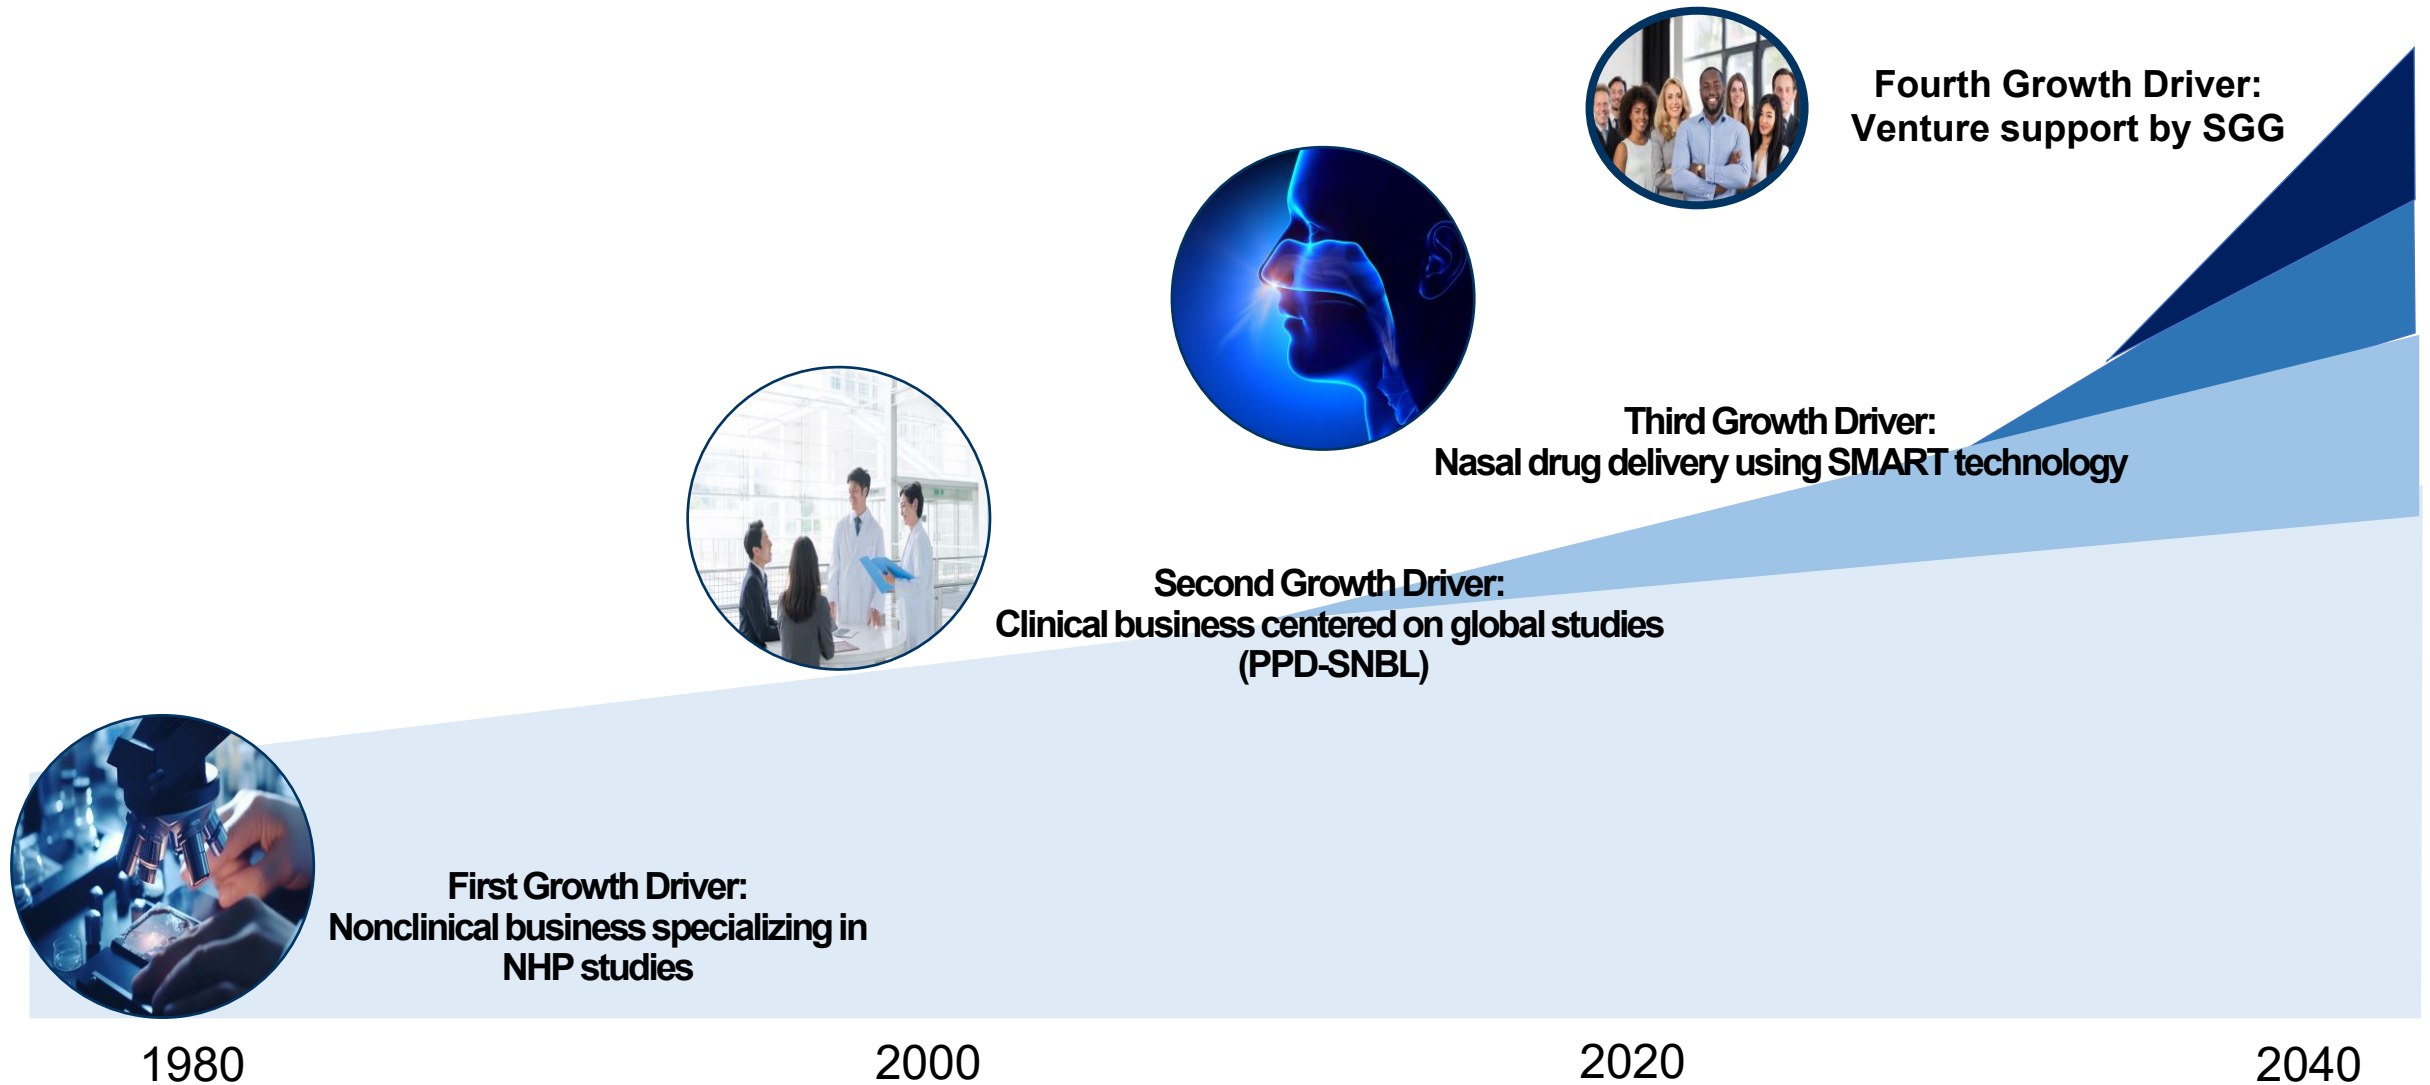 Fourth Growth Driver:
Venture support by SGG
Third Growth Driver:
Nasal drug delivery using SMART technology
Second Growth Driver:
Clinical business centered on global studies
(PPD-SNBL)
First Growth Driver:
Nonclinical business specializing in
NHP studies
1980
2000
2020
2040